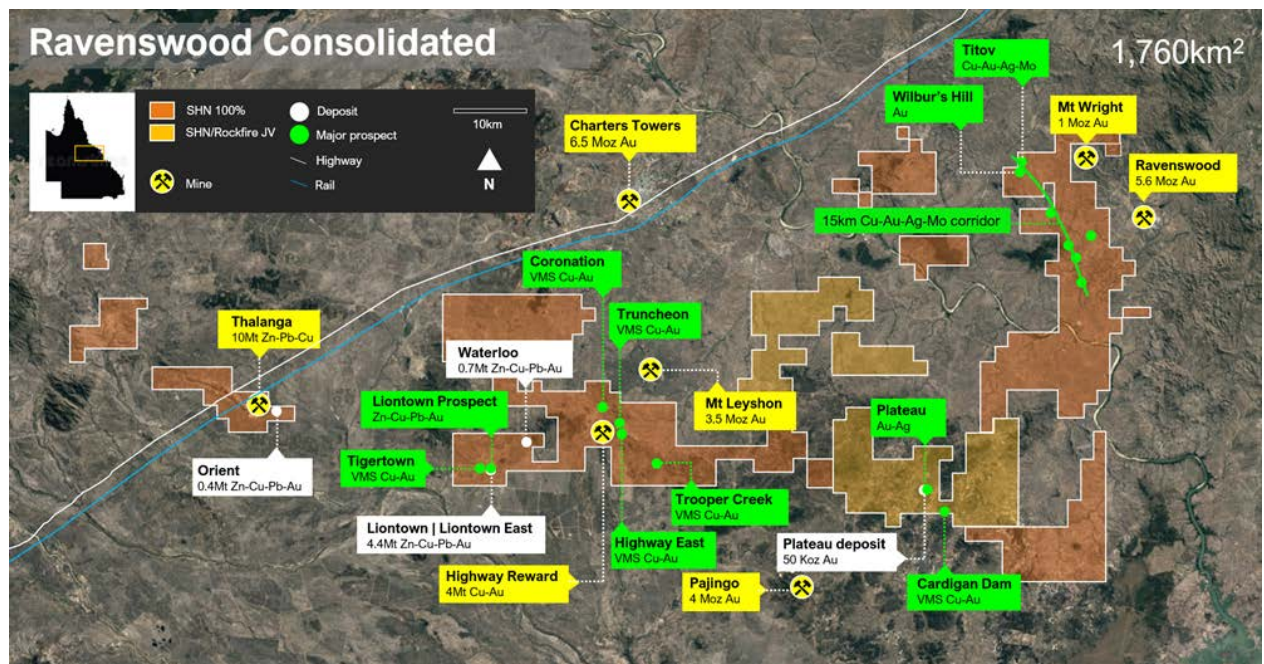 Ravenswood Consolidated
1,760km²
SHN 100%
SHN/Rockfire JV
Mine
Deposit
Major prospect
Highway
Rail
10km
N
Titov
Cu-Au-Ag-Mo
Wilbur's Hill
Au
Mt Wright
1 Moz Au
Charters Towers
6.5 Moz Au
Ravenswood
5.6 Moz Au
15km Cu-Au-Ag-Mo corridor
Coronation
VMS Cu-Au
Truncheon
VMS Cu-Au
Thalanga
10Mt Zn-Pb-Cu
Waterloo
0.7Mt Zn-Cu-Pb-Au
Liontown Prospect
Zn-Cu-Pb-Au
Mt Leyshon
3.5 Moz Au
Plateau
Au-Ag
Tigertown
VMS Cu-Au
Orient
0.4Mt Zn-Cu-Pb-Au
Trooper Creek
VMS Cu-Au
Liontown | Liontown East
4.4Mt Zn-Cu-Pb-Au
Highway East
VMS Cu-Au
Plateau deposit
50 Koz Au
Highway Reward
4Mt Cu-Au
Pajingo
4 Moz Au
Cardigan Dam
VMS Cu-Au